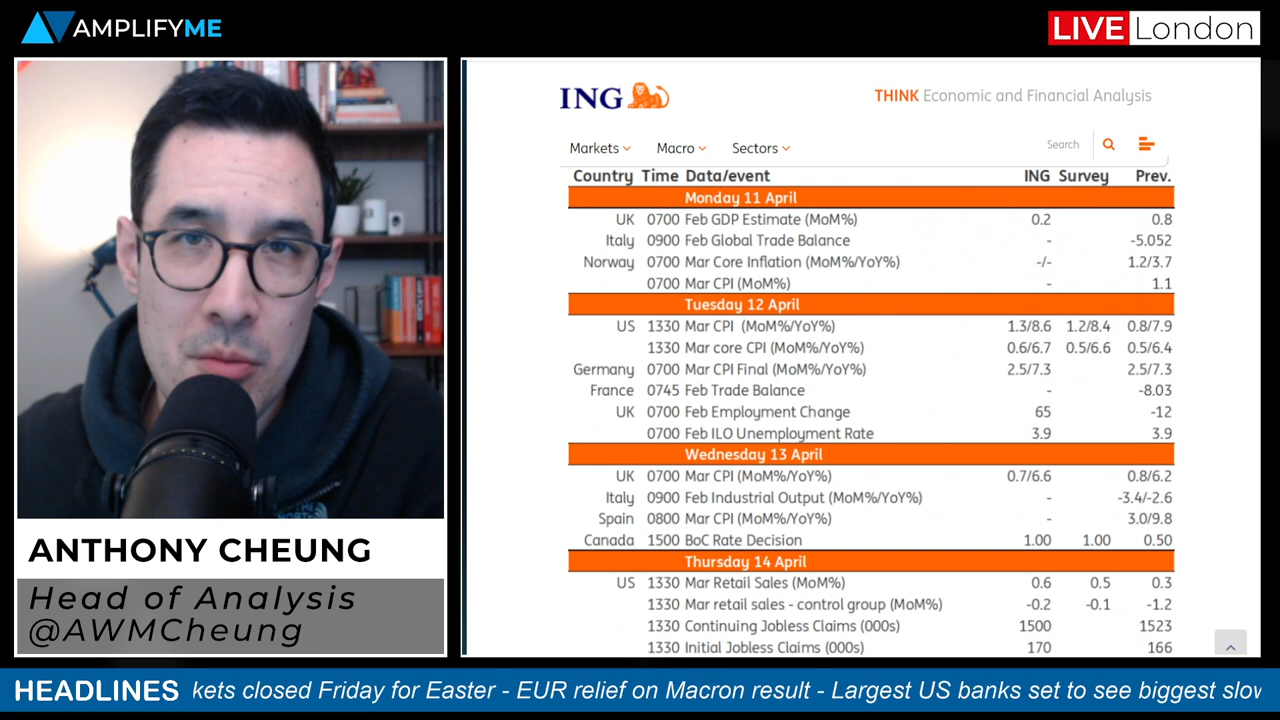 AMPLIFYME
LIVE London
ING
THINK Economic and Financial Analysis
Markets Macro Sectors Search
Country Time Data/event ING Survey Prev.
Monday 11 April
UK 0700 Feb GDP Estimate (MoM%) 0.2 0.8
Italy 0900 Feb Global Trade Balance - -5.052
Norway 0700 Mar Core Inflation (MoM%/YoY%) -/- 1.2/3.7
0700 Mar CPI (MoM%) - 1.1
Tuesday 12 April
US 1330 Mar CPI (MoM%/YoY%) 1.3/8.6 1.2/8.4 0.8/7.9
1330 Mar core CPI (MoM%/YoY%) 0.6/6.7 0.5/6.6 0.5/6.4
Germany 0700 Mar CPI Final (MoM%/YoY%) 2.5/7.3 2.5/7.3
France 0745 Feb Trade Balance - -8.03
UK 0700 Feb Employment Change 65 -12
0700 Feb ILO Unemployment Rate 3.9 3.9
Wednesday 13 April
UK 0700 Mar CPI (MoM%/YoY%) 0.7/6.6 0.8/6.2
Italy 0900 Feb Industrial Output (MoM%/YoY%) - -3.4/-2.6
Spain 0800 Mar CPI (MoM%/YoY%) - 3.0/9.8
Canada 1500 BoC Rate Decision 1.00 1.00 0.50
Thursday 14 April
US 1330 Mar Retail Sales (MoM%) 0.6 0.5 0.3
1330 Mar retail sales - control group (MoM%) -0.2 -0.1 -1.2
1330 Continuing Jobless Claims (000s) 1500 1523
1330 Initial Jobless Claims (000s) 170 166
ANTHONY CHEUNG
Head of Analysis
@AWMCheung
HEADLINES kets closed Friday for Easter - EUR relief on Macron result - Largest US banks set to see biggest slov